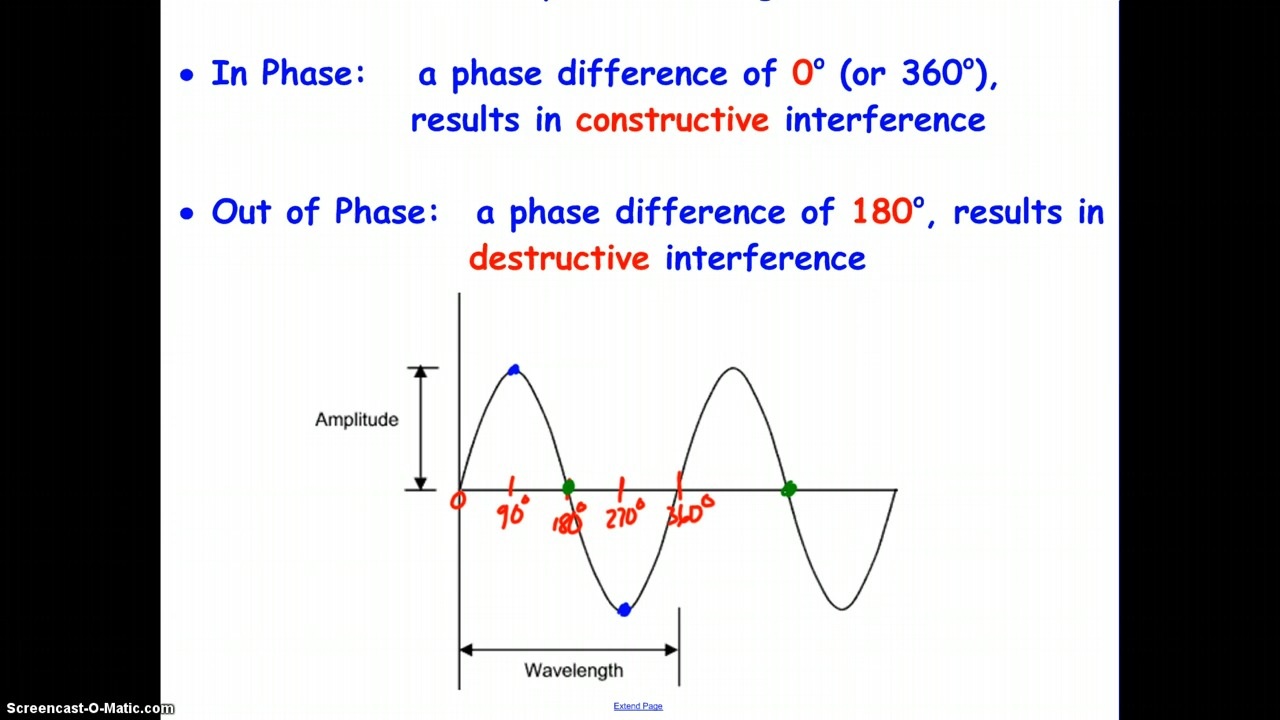 • In Phase: a phase difference of 0° (or 360°),
results in constructive interference
• Out of Phase: a phase difference of 180°, results in
destructive interference
Amplitude
0 90° 180° 270° 360°
Wavelength
Extend Page
Screencast-O-Matic.com